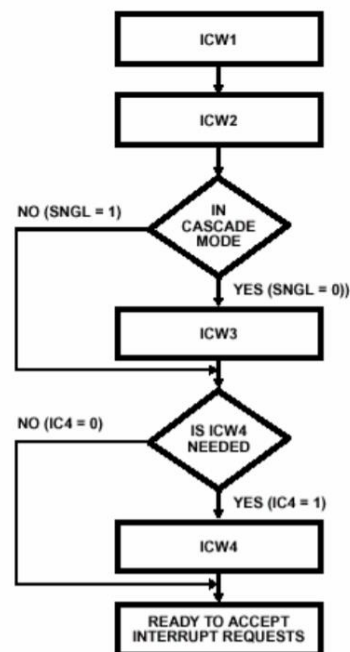 ICW1
ICW2
IN
CASCADE
MODE
NO (SNGL = 1)
YES (SNGL = 0))
ICW3
IS ICW4
NEEDED
NO (IC4 = 0)
YES (IC4 = 1)
ICW4
READY TO ACCEPT
INTERRUPT REQUESTS